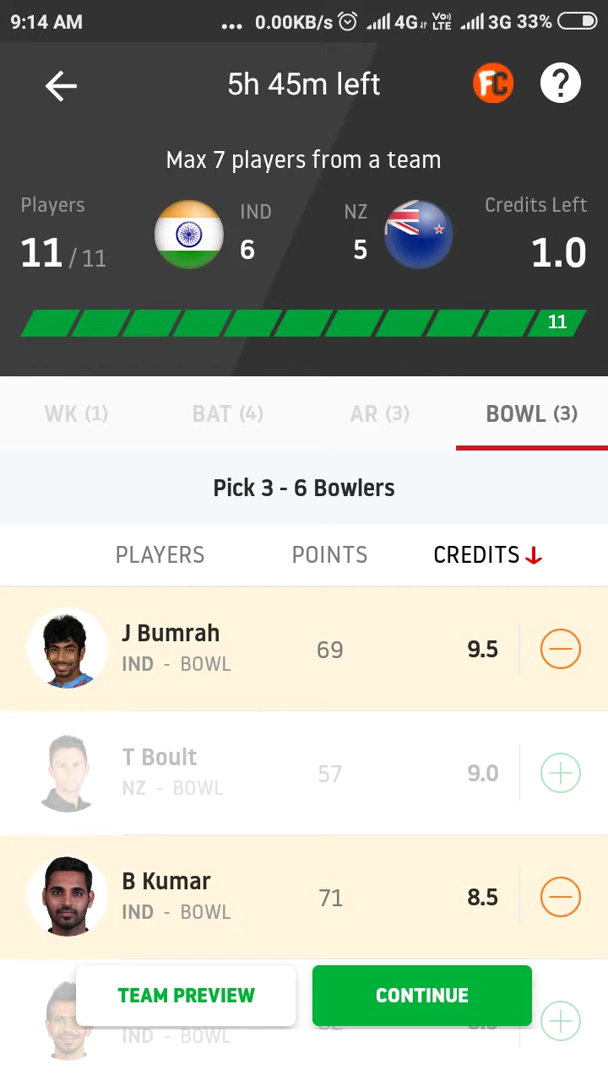 9:14 AM ... 0.00KB/s 4G VoLTE 3G 33%
5h 45m left FC ?
Max 7 players from a team
Players IND NZ Credits Left
11 / 11 6 5 1.0
11
WK (1) BAT (4) AR (3) BOWL (3)
Pick 3 - 6 Bowlers
PLAYERS POINTS CREDITS
J Bumrah
IND - BOWL 69 9.5
T Boult
NZ - BOWL 57 9.0
B Kumar
IND - BOWL 71 8.5
TEAM PREVIEW CONTINUE
IND - BOWL